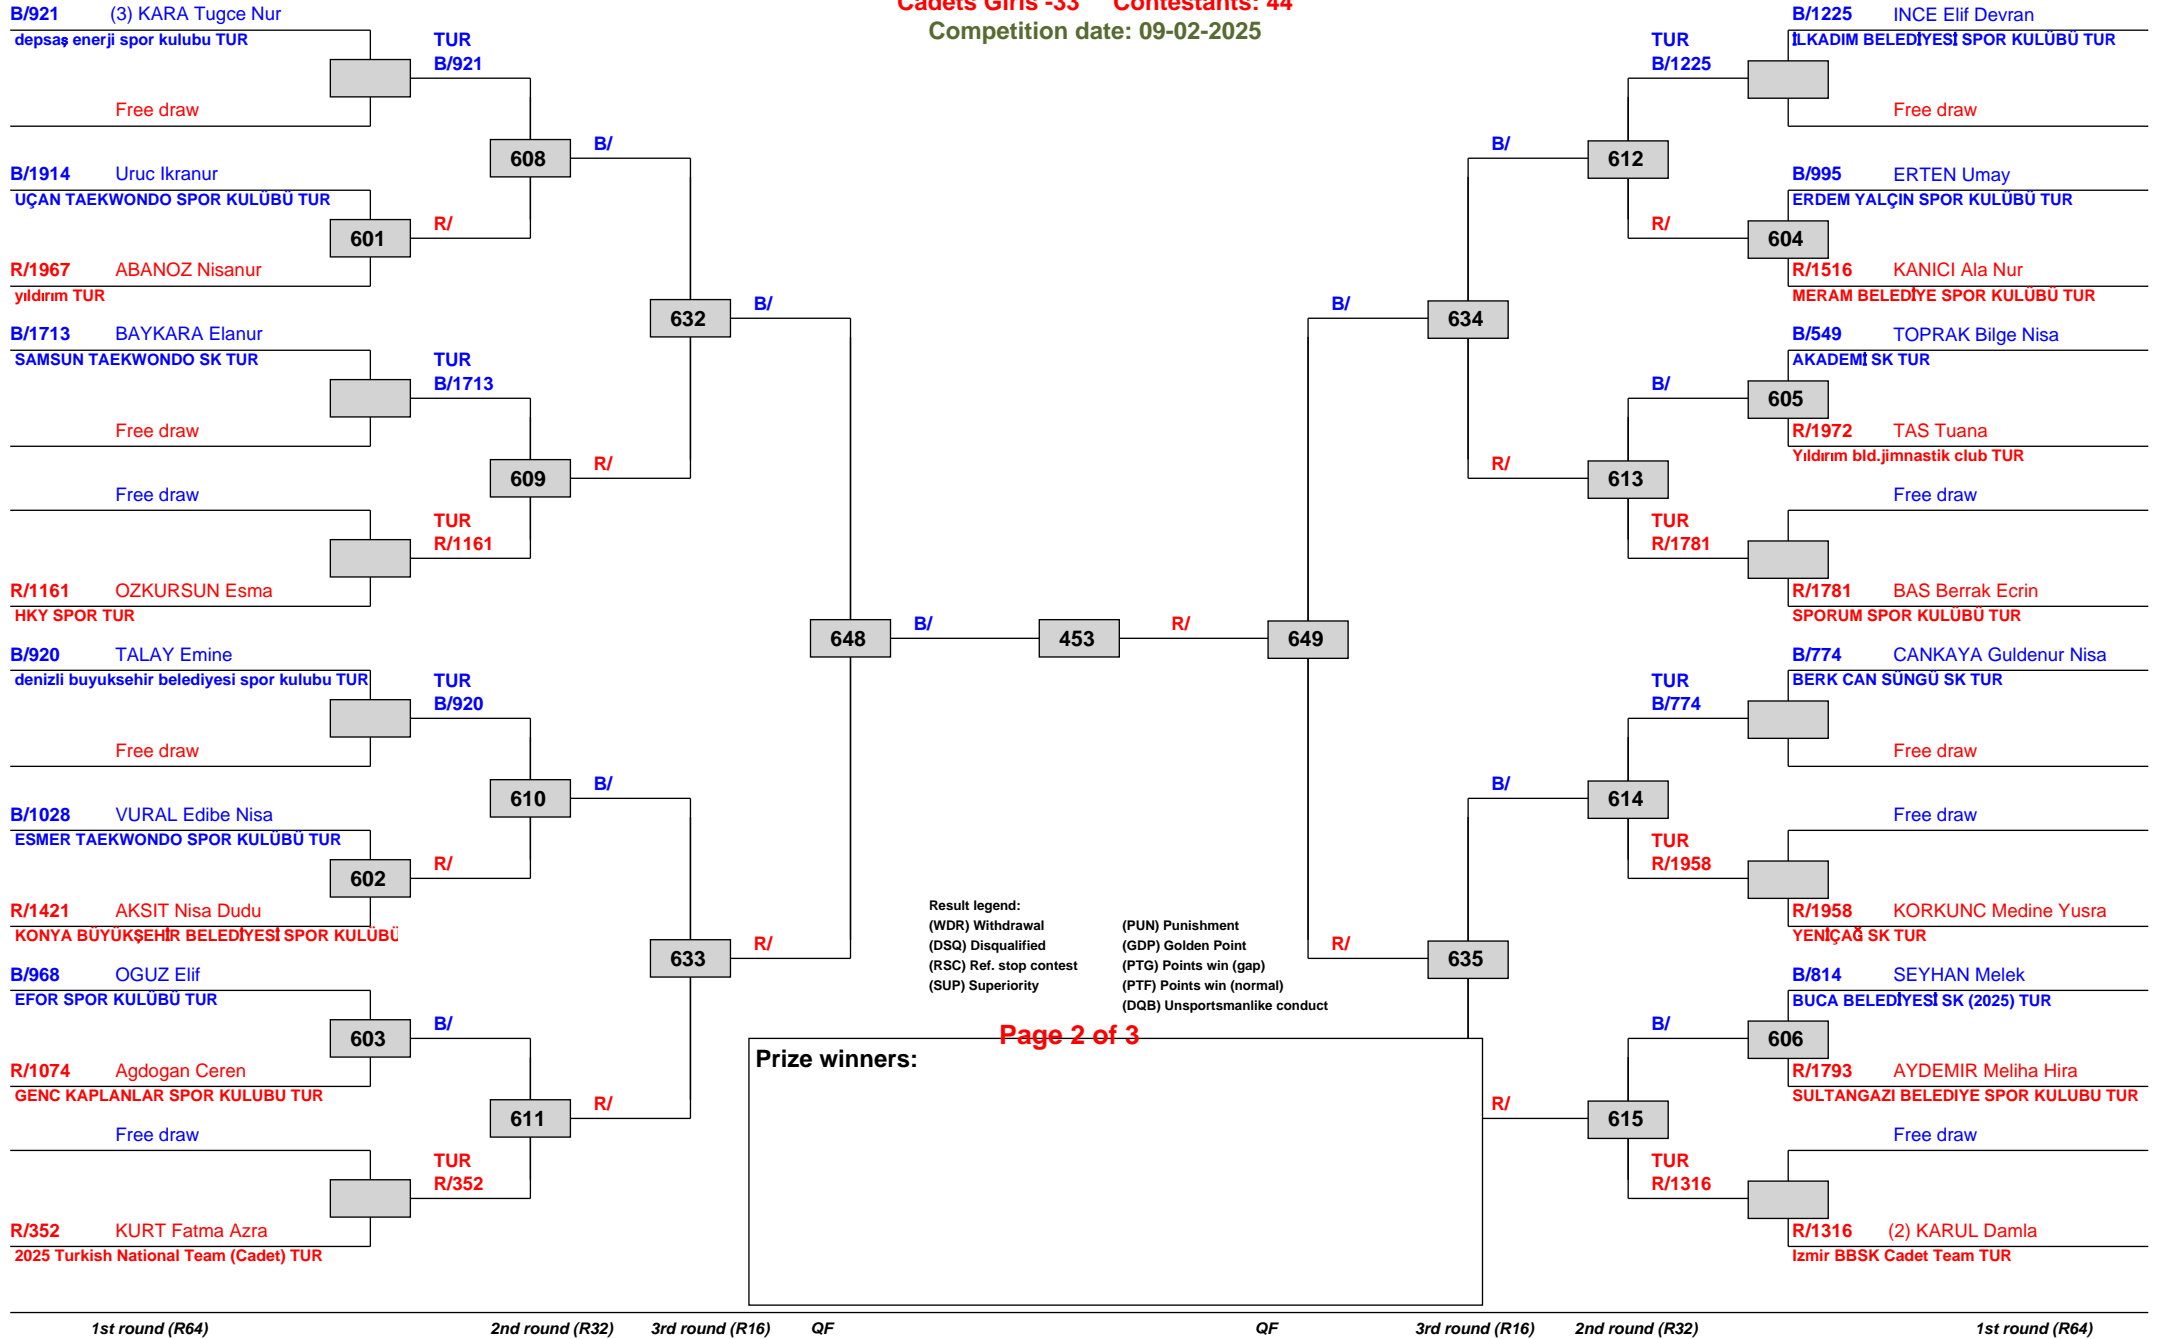 Cadets Girls -33 Contestants: 44
Competition date: 09-02-2025
B/921 (3) KARA Tugce Nur
depsaş enerji spor kulubu TUR
TUR
B/921
Free draw
608
B/
B/1914 Uruc Ikranur
UÇAN TAEKWONDO SPOR KULÜBÜ TUR
601
R/
R/1967 ABANOZ Nisanur
yıldırım TUR
632
B/
B/1713 BAYKARA Elanur
SAMSUN TAEKWONDO SK TUR
TUR
B/1713
Free draw
609
R/
Free draw
TUR
R/1161
R/1161 OZKURSUN Esma
HKY SPOR TUR
648
B/
453
R/
649
B/920 TALAY Emine
denizli buyuksehir belediyesi spor kulubu TUR
TUR
B/920
Free draw
610
B/
B/1028 VURAL Edibe Nisa
ESMER TAEKWONDO SPOR KULÜBÜ TUR
602
R/
R/1421 AKSIT Nisa Dudu
KONYA BÜYÜKŞEHİR BELEDİYESİ SPOR KULÜBÜ
633
R/
B/968 OGUZ Elif
EFOR SPOR KULÜBÜ TUR
603
B/
R/1074 Agdogan Ceren
GENC KAPLANLAR SPOR KULUBU TUR
611
R/
Free draw
TUR
R/352
R/352 KURT Fatma Azra
2025 Turkish National Team (Cadet) TUR
B/1225 INCE Elif Devran
İLKADIM BELEDİYESİ SPOR KULÜBÜ TUR
TUR
B/1225
Free draw
B/
612
B/995 ERTEN Umay
ERDEM YALÇIN SPOR KULÜBÜ TUR
R/
604
R/1516 KANICI Ala Nur
MERAM BELEDİYE SPOR KULÜBÜ TUR
B/
634
B/549 TOPRAK Bilge Nisa
AKADEMİ SK TUR
B/
605
R/1972 TAS Tuana
Yıldırım bld.jimnastik club TUR
R/
613
Free draw
TUR
R/1781
R/1781 BAS Berrak Ecrin
SPORUM SPOR KULÜBÜ TUR
B/774 CANKAYA Guldenur Nisa
BERK CAN SÜNGÜ SK TUR
TUR
B/774
Free draw
B/
614
Free draw
TUR
R/1958
R/1958 KORKUNC Medine Yusra
YENİÇAĞ SK TUR
R/
635
B/814 SEYHAN Melek
BUCA BELEDİYESİ SK (2025) TUR
B/
606
R/1793 AYDEMIR Meliha Hira
SULTANGAZI BELEDIYE SPOR KULUBU TUR
R/
615
Free draw
TUR
R/1316
R/1316 (2) KARUL Damla
Izmir BBSK Cadet Team TUR
Result legend:
(WDR) Withdrawal (PUN) Punishment
(DSQ) Disqualified (GDP) Golden Point
(RSC) Ref. stop contest (PTG) Points win (gap)
(SUP) Superiority (PTF) Points win (normal)
(DQB) Unsportsmanlike conduct
Page 2 of 3
Prize winners:
1st round (R64) 2nd round (R32) 3rd round (R16) QF QF 3rd round (R16) 2nd round (R32) 1st round (R64)